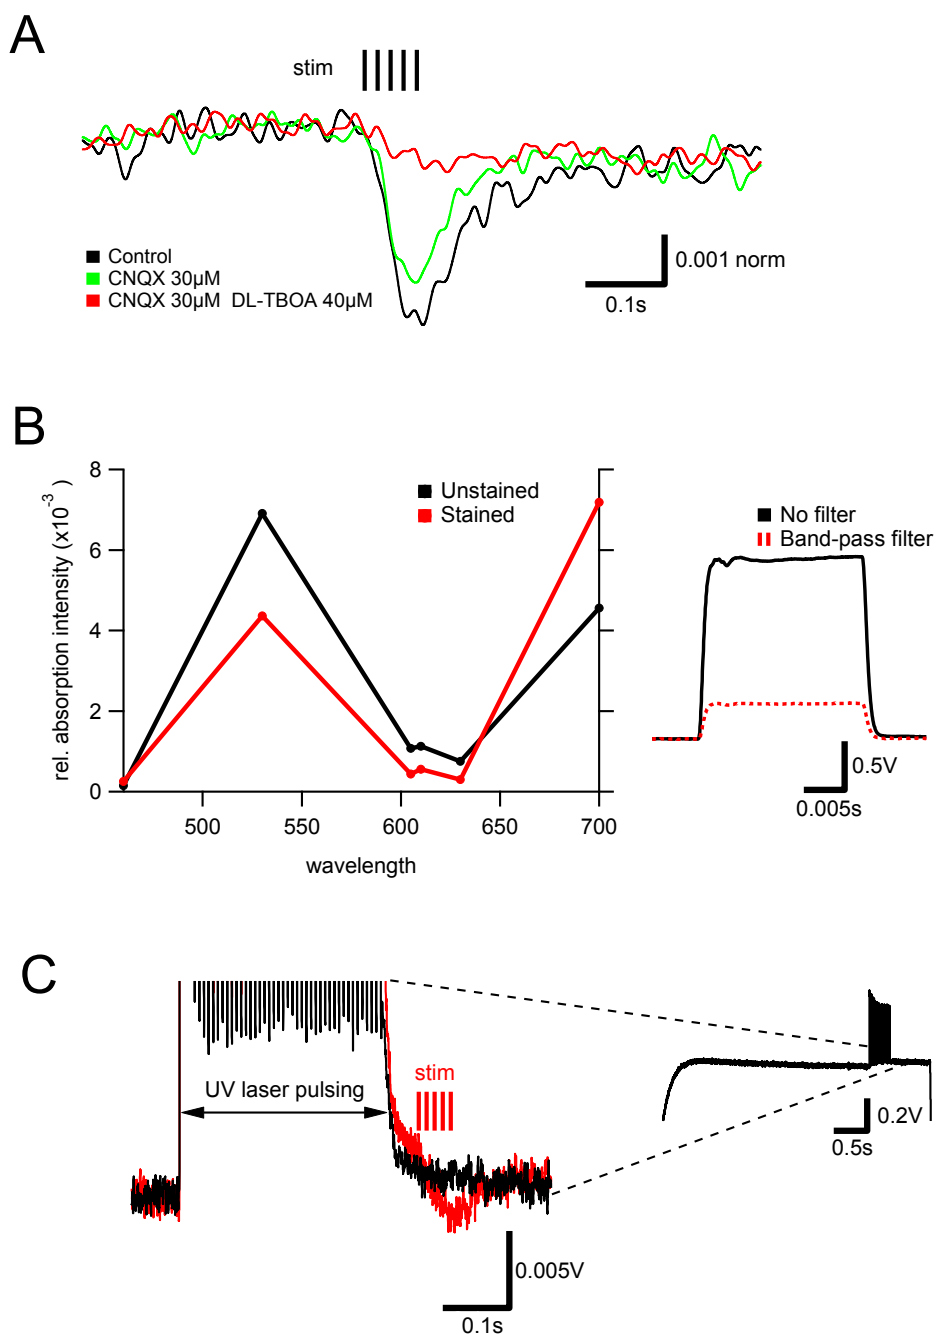 A
stim
Control
CNQX 30µM
CNQX 30µM DL-TBOA 40µM
0.001 norm
0.1s
B
rel. absorption intensity (x10⁻³)
8
6
4
2
0
500
550
600
650
700
wavelength
Unstained
Stained
No filter
Band-pass filter
0.5V
0.005s
C
UV laser pulsing
stim
0.005V
0.1s
0.2V
0.5s